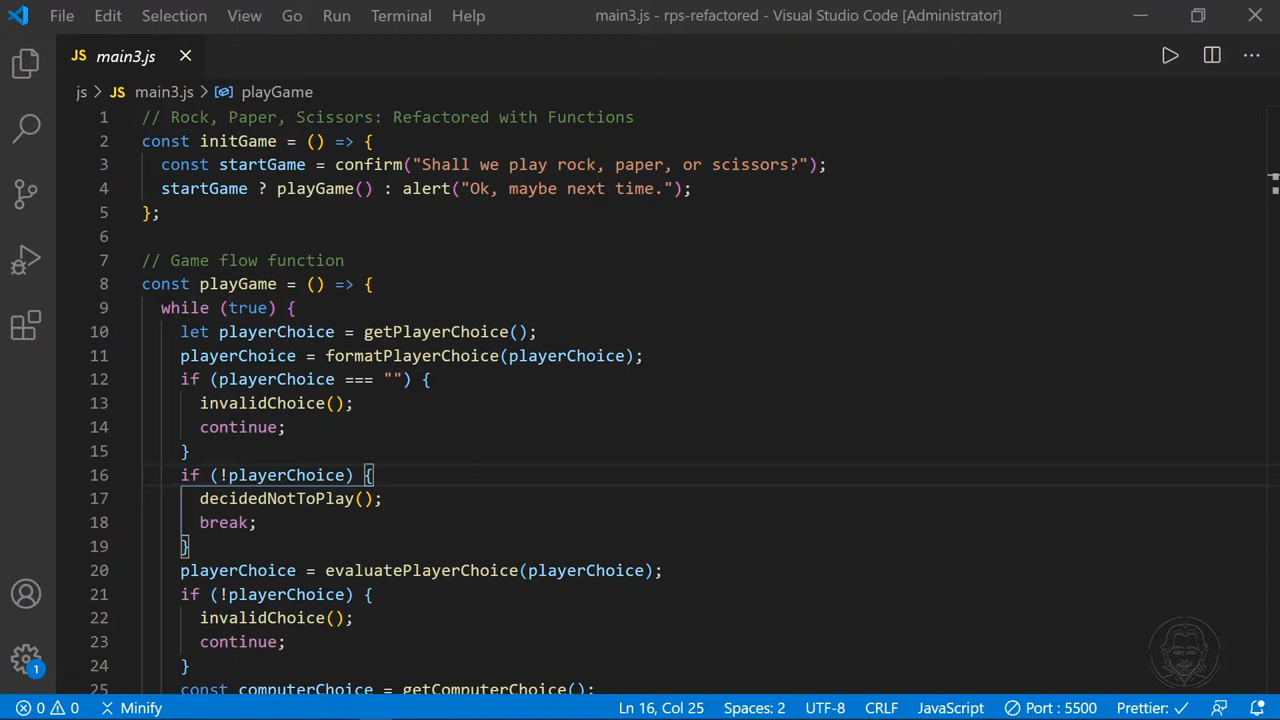 File Edit Selection View Go Run Terminal Help main3.js - rps-refactored - Visual Studio Code [Administrator]
JS main3.js
js > JS main3.js > playGame
1 // Rock, Paper, Scissors: Refactored with Functions
2 const initGame = () => {
3 const startGame = confirm("Shall we play rock, paper, or scissors?");
4 startGame ? playGame() : alert("Ok, maybe next time.");
5 };
6
7 // Game flow function
8 const playGame = () => {
9 while (true) {
10 let playerChoice = getPlayerChoice();
11 playerChoice = formatPlayerChoice(playerChoice);
12 if (playerChoice === "") {
13 invalidChoice();
14 continue;
15 }
16 if (!playerChoice) {
17 decidedNotToPlay();
18 break;
19 }
20 playerChoice = evaluatePlayerChoice(playerChoice);
21 if (!playerChoice) {
22 invalidChoice();
23 continue;
24 }
25 const computerChoice = getComputerChoice();
1
0 0 Minify Ln 16, Col 25 Spaces: 2 UTF-8 CRLF JavaScript Port : 5500 Prettier: ✓